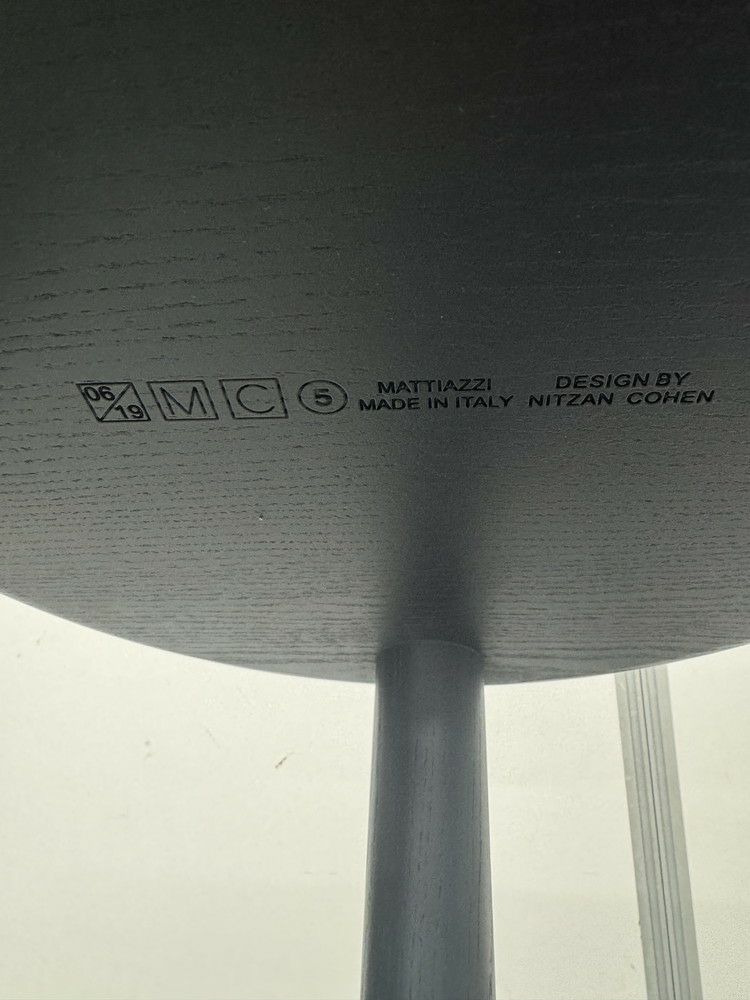 06/19 M C 5 MATTIAZZI DESIGN BY
MADE IN ITALY NITZAN COHEN